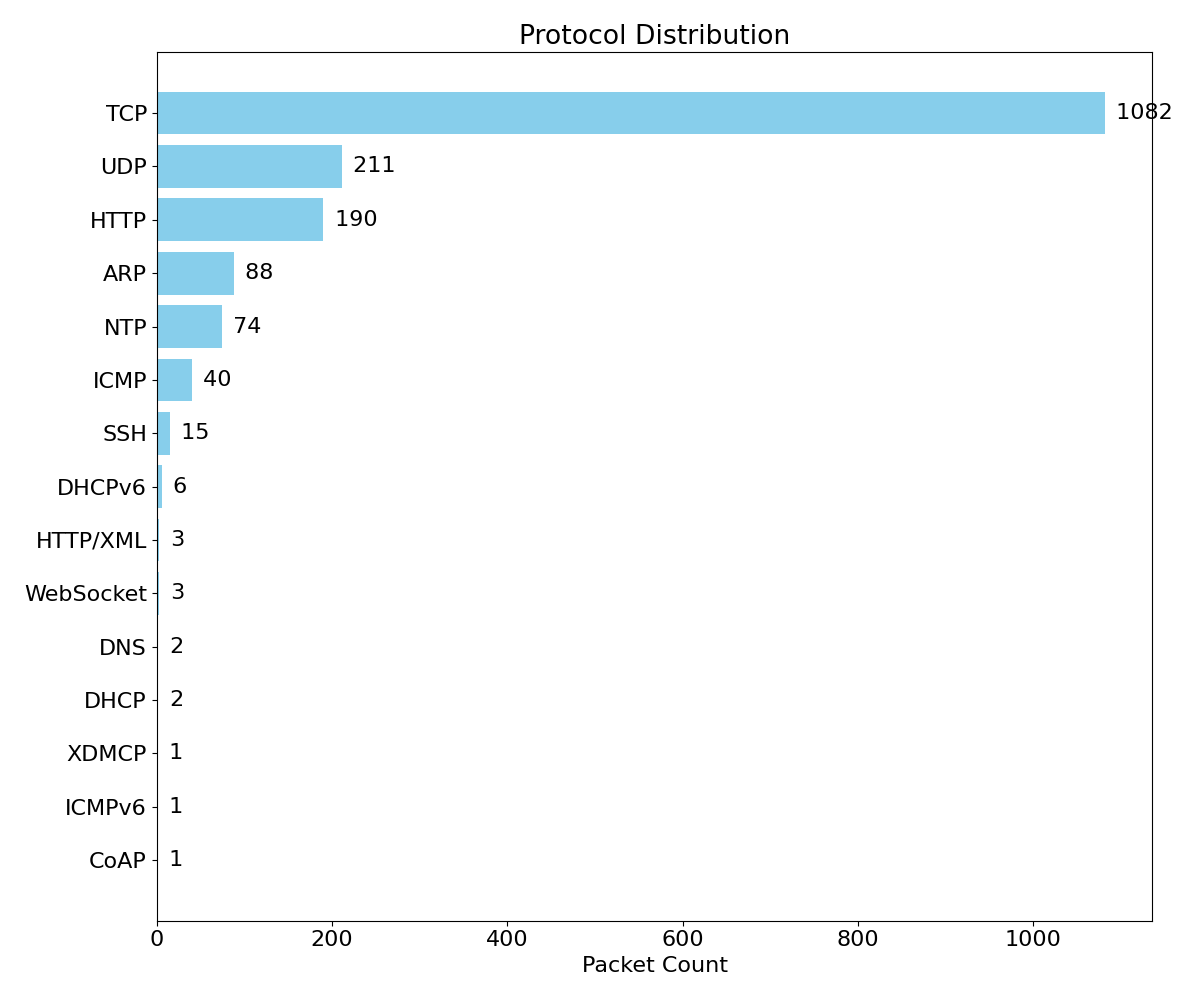 Protocol Distribution
TCP 1082
UDP 211
HTTP 190
ARP 88
NTP 74
ICMP 40
SSH 15
DHCPv6 6
HTTP/XML 3
WebSocket 3
DNS 2
DHCP 2
XDMCP 1
ICMPv6 1
CoAP 1
0 200 400 600 800 1000
Packet Count